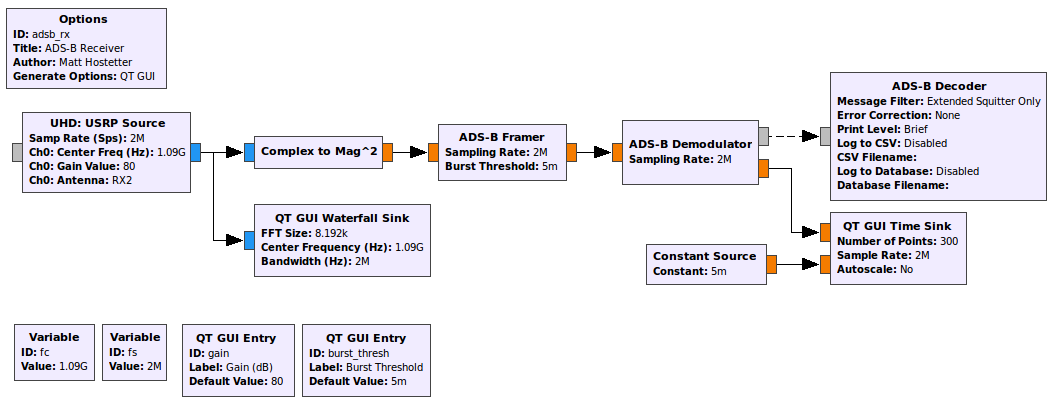 Options
ID: adsb_rx
Title: ADS-B Receiver
Author: Matt Hostetter
Generate Options: QT GUI
UHD: USRP Source
Samp Rate (Sps): 2M
Ch0: Center Freq (Hz): 1.09G
Ch0: Gain Value: 80
Ch0: Antenna: RX2
Complex to Mag^2
ADS-B Framer
Sampling Rate: 2M
Burst Threshold: 5m
ADS-B Demodulator
Sampling Rate: 2M
ADS-B Decoder
Message Filter: Extended Squitter Only
Error Correction: None
Print Level: Brief
Log to CSV: Disabled
CSV Filename:
Log to Database: Disabled
Database Filename:
QT GUI Waterfall Sink
FFT Size: 8.192k
Center Frequency (Hz): 1.09G
Bandwidth (Hz): 2M
Constant Source
Constant: 5m
QT GUI Time Sink
Number of Points: 300
Sample Rate: 2M
Autoscale: No
Variable
ID: fc
Value: 1.09G
Variable
ID: fs
Value: 2M
QT GUI Entry
ID: gain
Label: Gain (dB)
Default Value: 80
QT GUI Entry
ID: burst_thresh
Label: Burst Threshold
Default Value: 5m